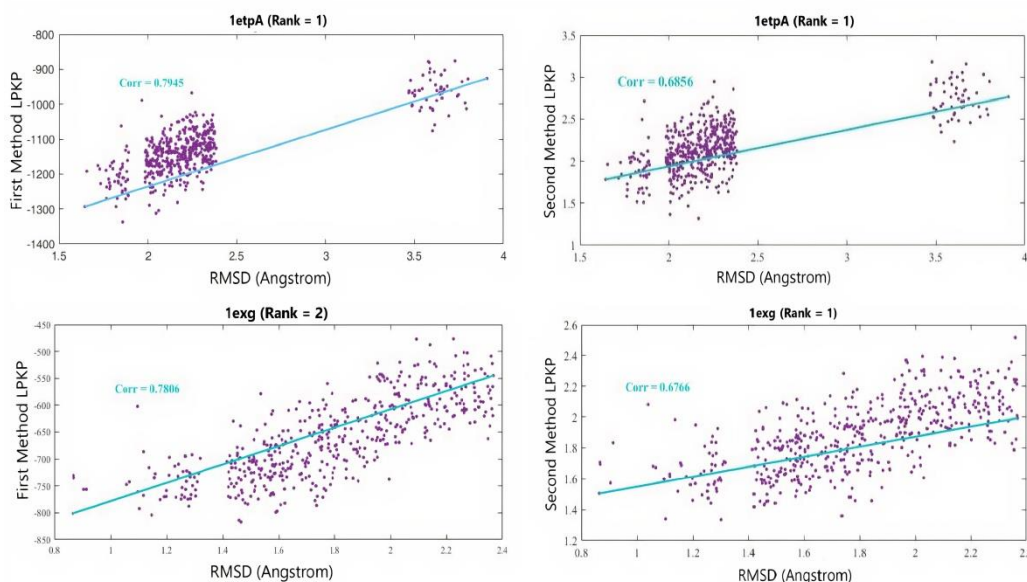 1etpA (Rank = 1)
First Method LPKP
-800
-900
-1000
-1100
-1200
-1300
-1400
Corr = 0.7945
1.5 2 2.5 3 3.5 4
RMSD (Angstrom)
1etpA (Rank = 1)
Second Method LPKP
3.5
3
2.5
2
1.5
1
Corr = 0.6856
1.5 2 2.5 3 3.5 4
RMSD (Angstrom)
1exg (Rank = 2)
First Method LPKP
-450
-500
-550
-600
-650
-700
-750
-800
-850
Corr = 0.7806
0.8 1 1.2 1.4 1.6 1.8 2 2.2 2.4
RMSD (Angstrom)
1exg (Rank = 1)
Second Method LPKP
2.6
2.4
2.2
2
1.8
1.6
1.4
1.2
Corr = 0.6766
0.8 1 1.2 1.4 1.6 1.8 2 2.2
RMSD (Angstrom)